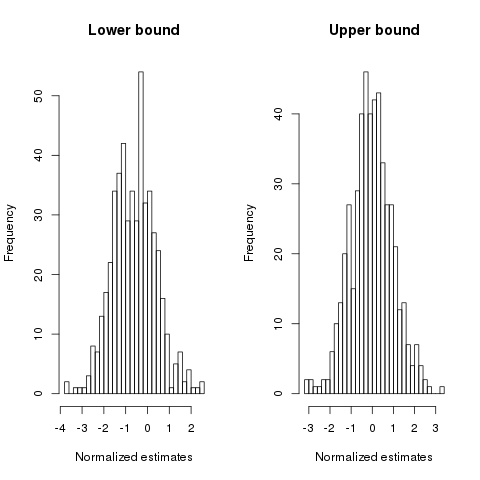 Lower bound
Frequency
50
40
30
20
10
0
-4 -3 -2 -1 0 1 2
Normalized estimates
Upper bound
Frequency
40
30
20
10
0
-3 -2 -1 0 1 2 3
Normalized estimates